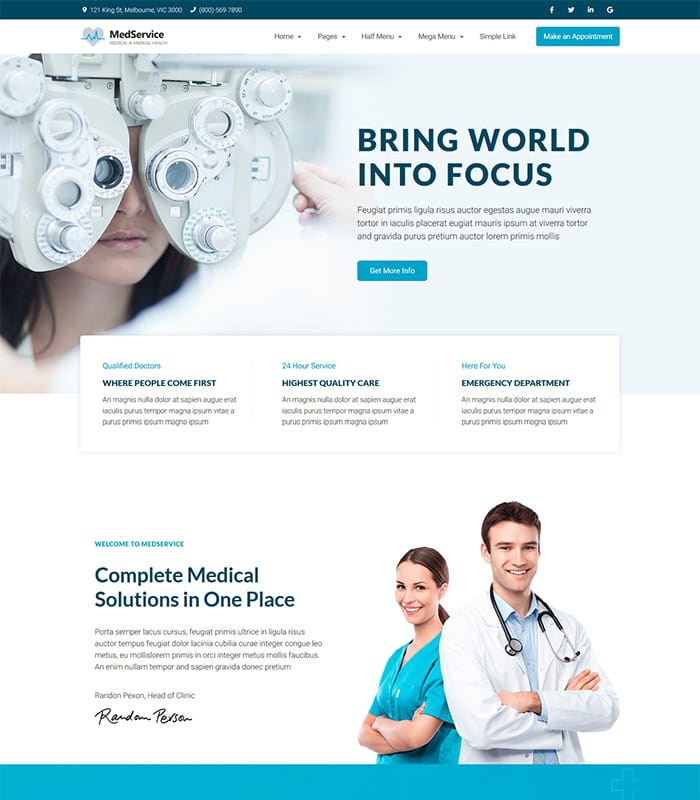 121 King St, Melbourne, VIC 3000 (800)-569-7890
MedService
MEDICAL & MEDICAL HEALTH
Home Pages Half Menu Mega Menu Simple Link Make an Appointment
BRING WORLD
INTO FOCUS
Feugiat primis ligula risus auctor egestas augue mauri viverra
tortor in iaculis placerat eugiat mauris ipsum at viverra tortor
and gravida purus pretium auctor lorem primis mollis
Get More Info
Qualified Doctors
WHERE PEOPLE COME FIRST
An magnis nulla dolor at sapien augue erat
iaculis purus tempor magna ipsum vitae a
purus primis ipsum magna ipsum
24 Hour Service
HIGHEST QUALITY CARE
An magnis nulla dolor at sapien augue erat
iaculis purus tempor magna ipsum vitae a
purus primis ipsum magna ipsum
Here For You
EMERGENCY DEPARTMENT
An magnis nulla dolor at sapien augue erat
iaculis purus tempor magna ipsum vitae a
purus primis ipsum magna ipsum
WELCOME TO MEDSERVICE
Complete Medical
Solutions in One Place
Porta semper lacus cursus, feugiat primis ultrice in ligula risus
auctor tempus feugiat dolor lacinia cubilia curae integer congue leo
metus, eu mollislorem primis in orci integer metus mollis faucibus.
An enim nullam tempor and sapien gravida donec pretium
Randon Pexon, Head of Clinic
Random Person